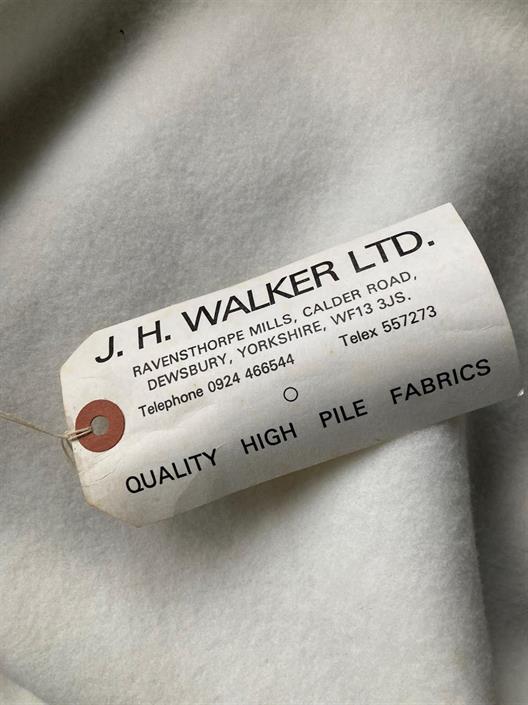 J. H. WALKER LTD.
RAVENSTHORPE MILLS, CALDER ROAD,
DEWSBURY, YORKSHIRE, WF13 3JS.
Telephone 0924 466544 Telex 557273
QUALITY HIGH PILE FABRICS